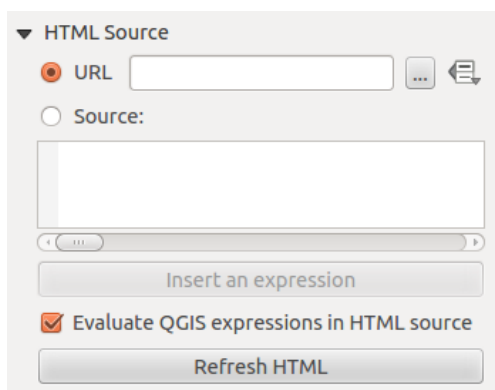 HTML Source
URL ...
Source:
Insert an expression
Evaluate QGIS expressions in HTML source
Refresh HTML